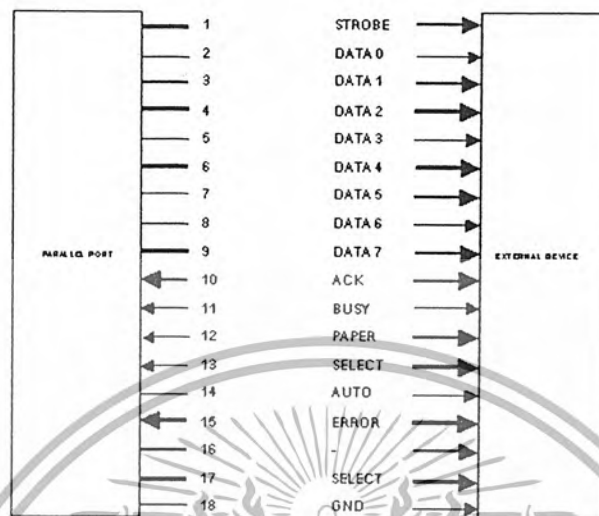 1 STROBE
2 DATA 0
3 DATA 1
4 DATA 2
5 DATA 3
6 DATA 4
7 DATA 5
8 DATA 6
9 DATA 7
PARALLEL PORT
EXTERNAL DEVICE
10 ACK
11 BUSY
12 PAPER
13 SELECT
14 AUTO
15 ERROR
16 -
17 SELECT
18 GND